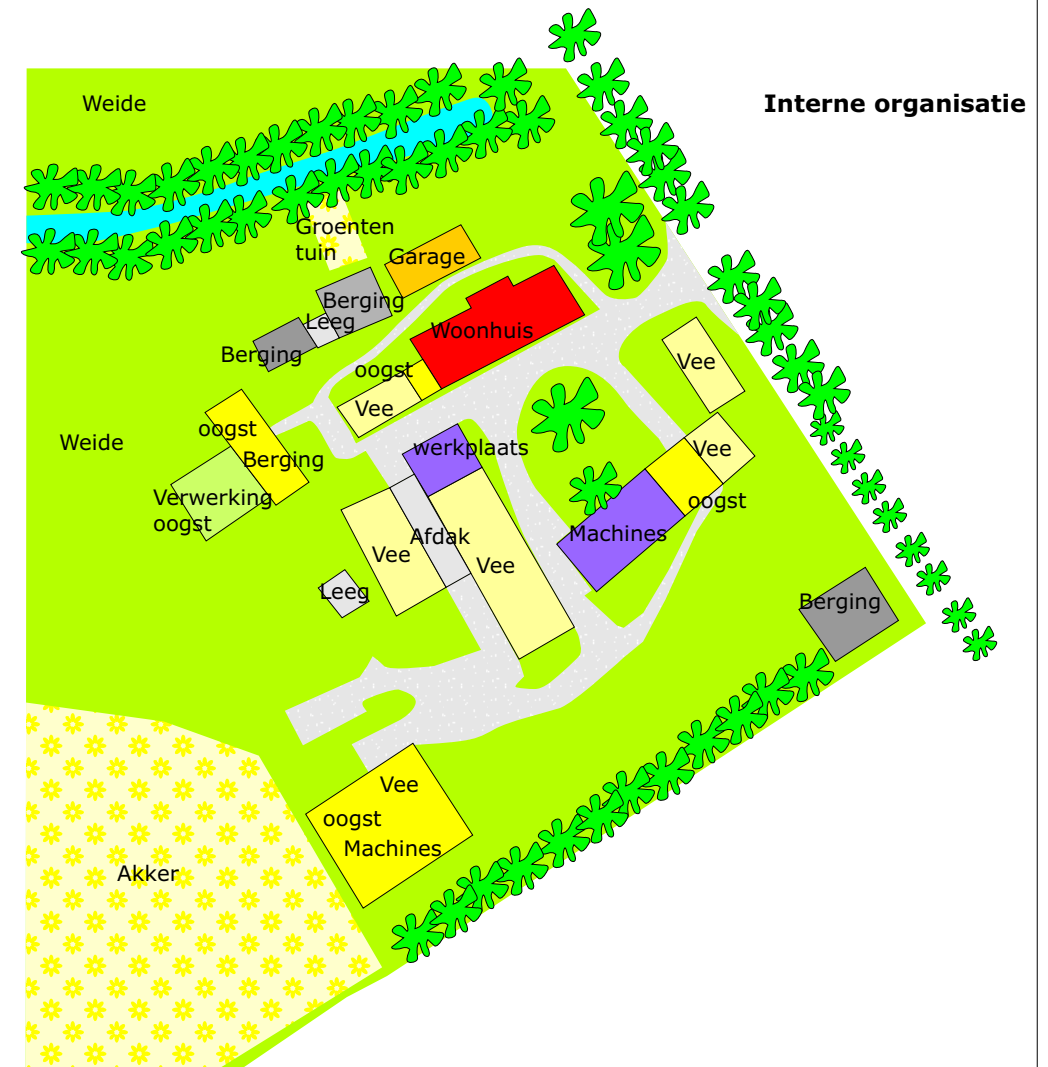 Weide
Interne organisatie
Groenten
tuin
Garage
Berging
Leeg
Woonhuis
Berging
oogst
Vee
Vee
oogst
Weide
werkplaats
Vee
Berging
Verwerking
oogst
oogst
Machines
Afdak
Vee
Vee
Leeg
Berging
Vee
oogst
Machines
Akker